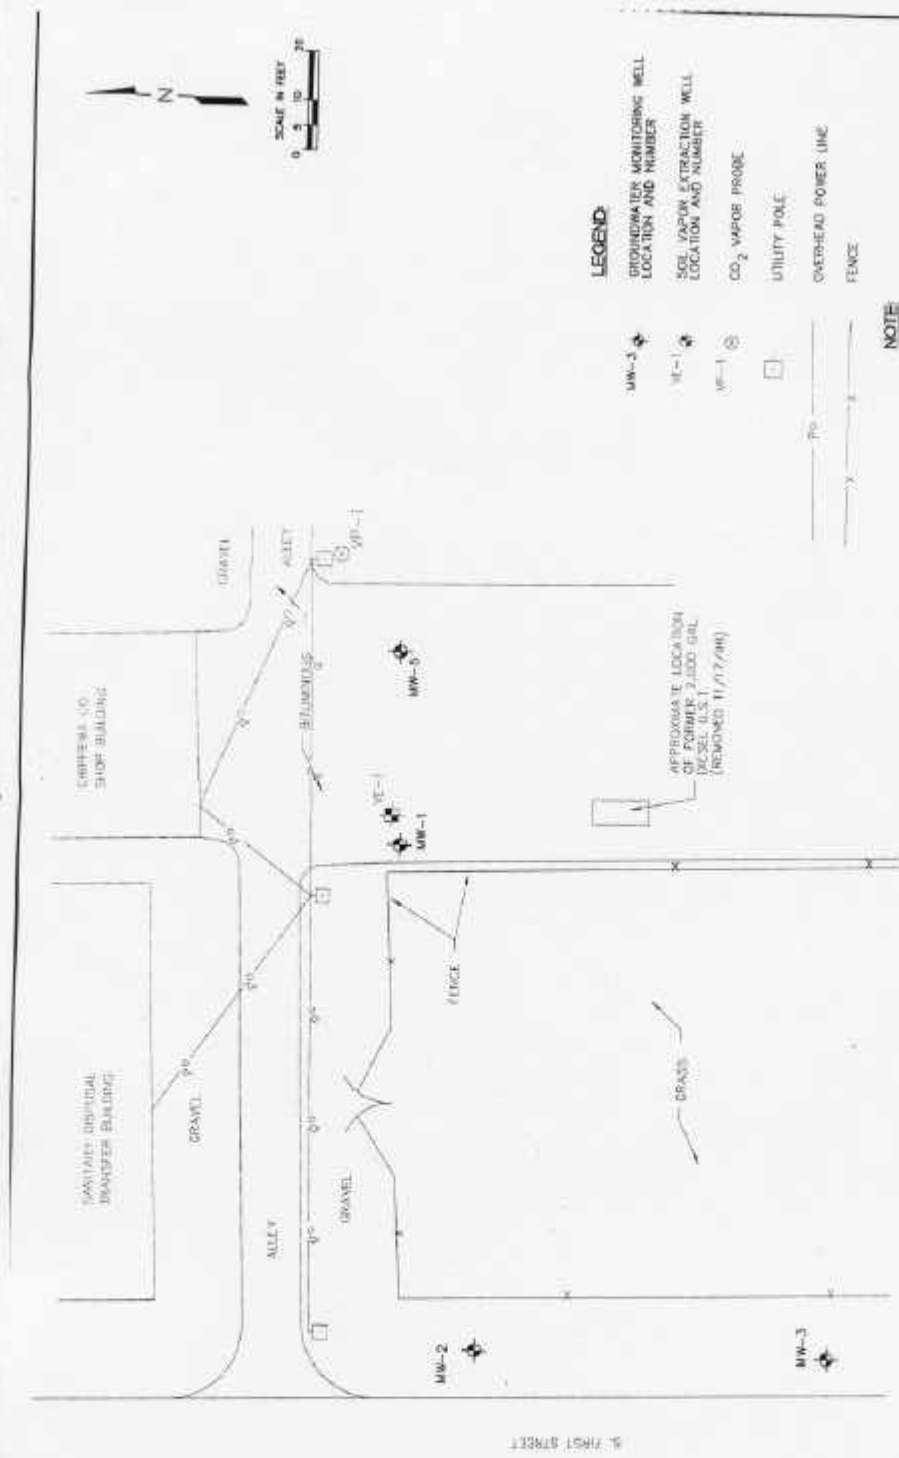 N
SCALE IN FEET
0 5 10 20
LEGEND:
MW-3
GROUNDWATER MONITORING WELL
LOCATION AND NUMBER
VE-1
SOIL VAPOR EXTRACTION WELL
LOCATION AND NUMBER
VP-1
CO2 VAPOR PROBE
UTILITY POLE
OVERHEAD POWER LINE
X X
FENCE
NOTE:
SANITARY DISPOSAL
TRANSFER BUILDING
CHIPPEWA CO.
SHOP BUILDING
GRAVEL
GRAVEL
ALLEY
ALLEY
BITUMINOUS
VP-1
GRAVEL
VE-1
MW-1
MW-5
FENCE
APPROXIMATE LOCATION
OF FORMER 2,000 GAL
DIESEL U.S.T.
GRASS
MW-2
MW-3
S. FIRST STREET